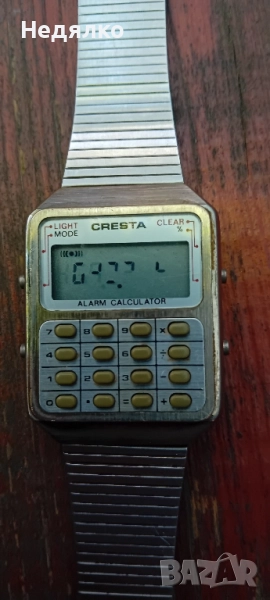 Недялко
LIGHT CLEAR
MODE CRESTA %
ALARM CALCULATOR
7 8 9 ×
4 5 6 ÷
1 2 3 −
0 • = +
BAZAR